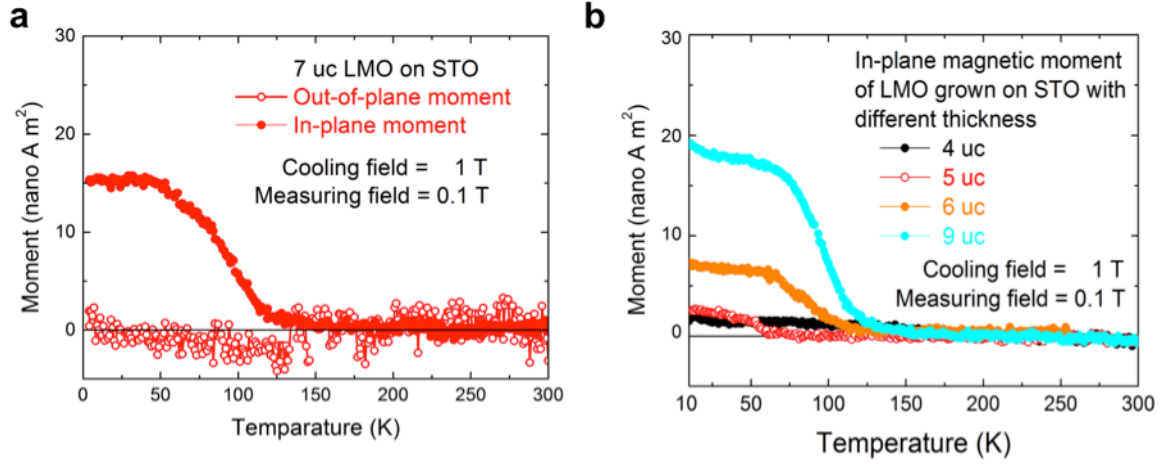 a
30
20
10
0
Moment (nano A m²)
7 uc LMO on STO
Out-of-plane moment
In-plane moment
Cooling field = 1 T
Measuring field = 0.1 T
0 50 100 150 200 250 300
Temparature (K)
b
30
20
10
0
Moment (nano A m²)
In-plane magnetic moment
of LMO grown on STO with
different thickness
4 uc
5 uc
6 uc
9 uc
Cooling field = 1 T
Measuring field = 0.1 T
10 50 100 150 200 250 300
Temperature (K)